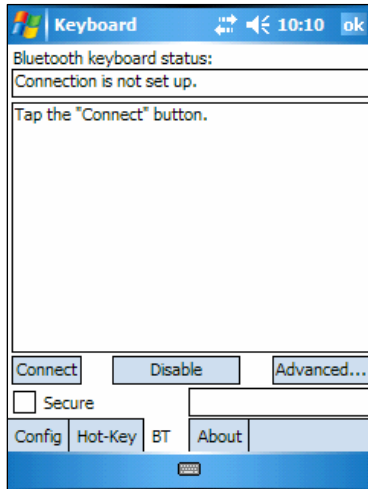 Keyboard 10:10 ok
Bluetooth keyboard status:
Connection is not set up.
Tap the "Connect" button.
Connect Disable Advanced...
Secure
Config Hot-Key BT About